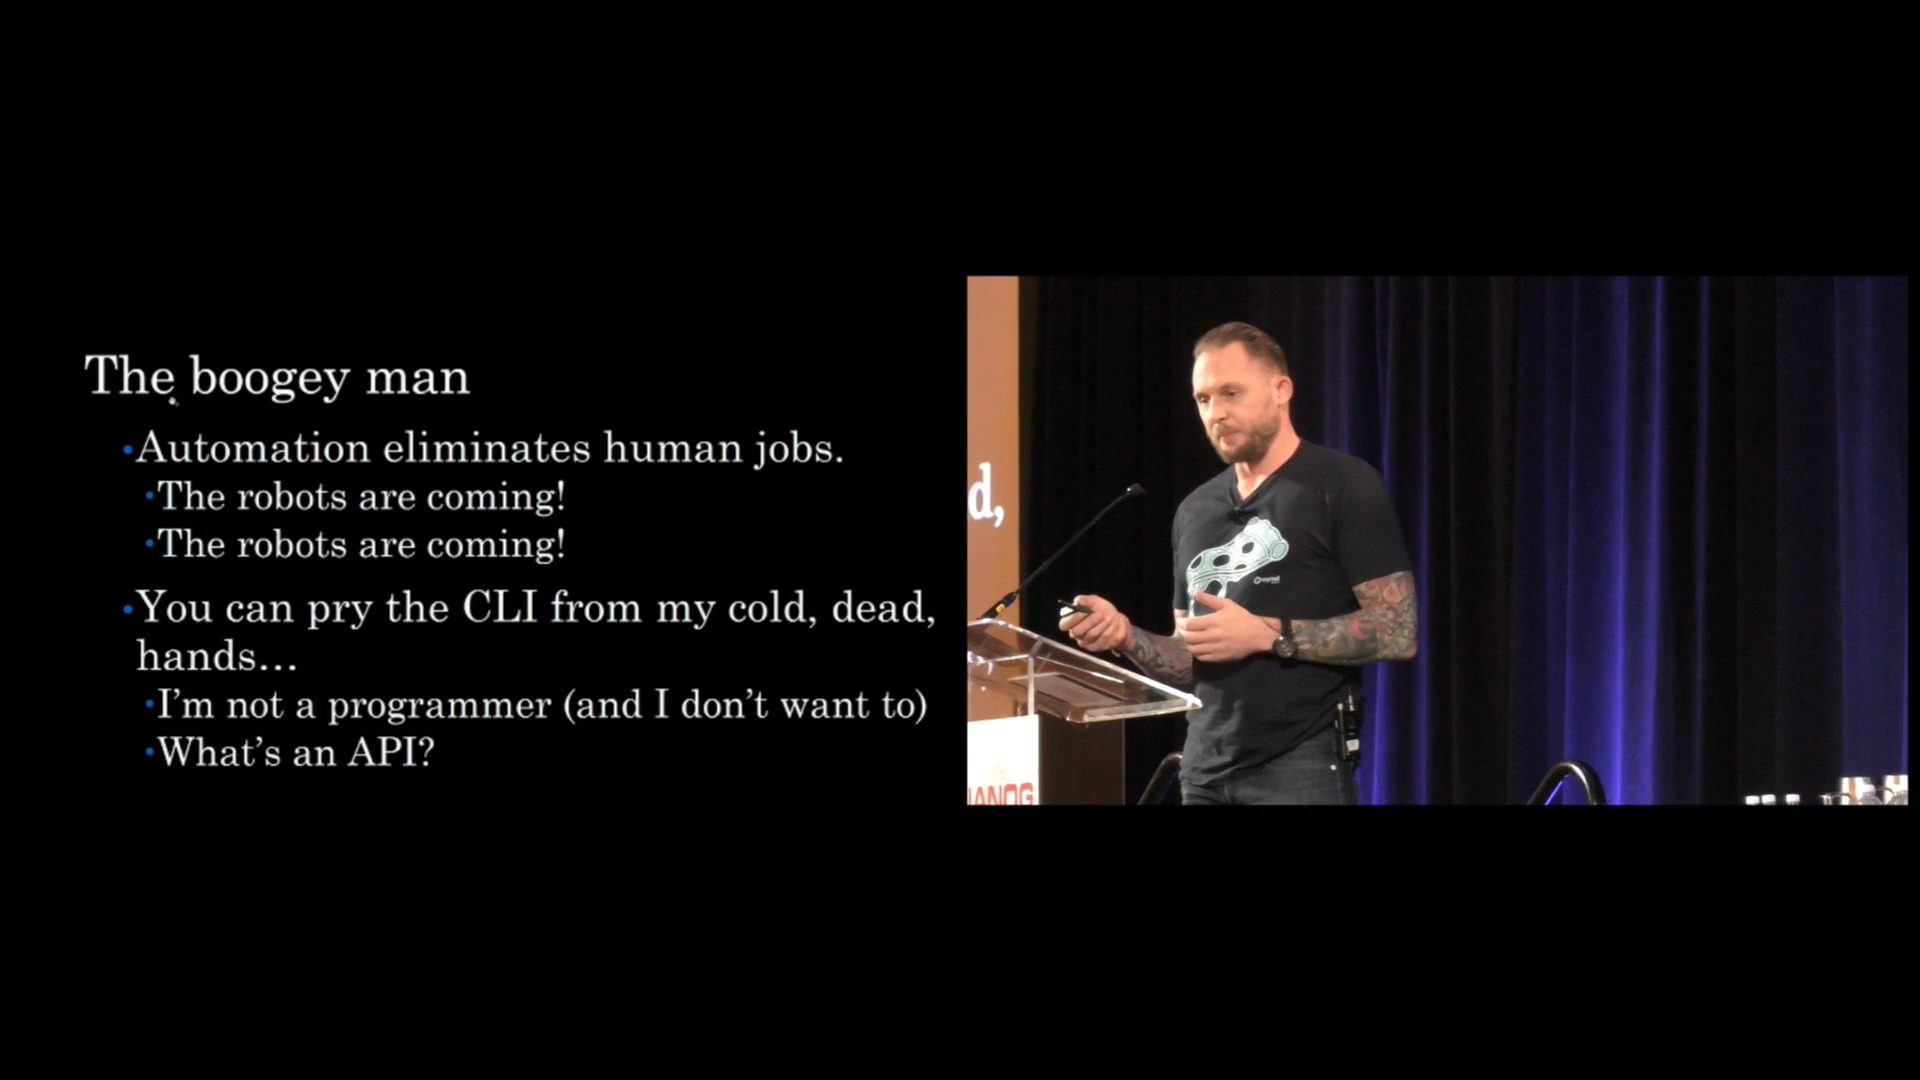 The boogey man
•Automation eliminates human jobs.
•The robots are coming!
•The robots are coming!
•You can pry the CLI from my cold, dead,
hands…
•I’m not a programmer (and I don’t want to)
•What’s an API?
d,
ANOG